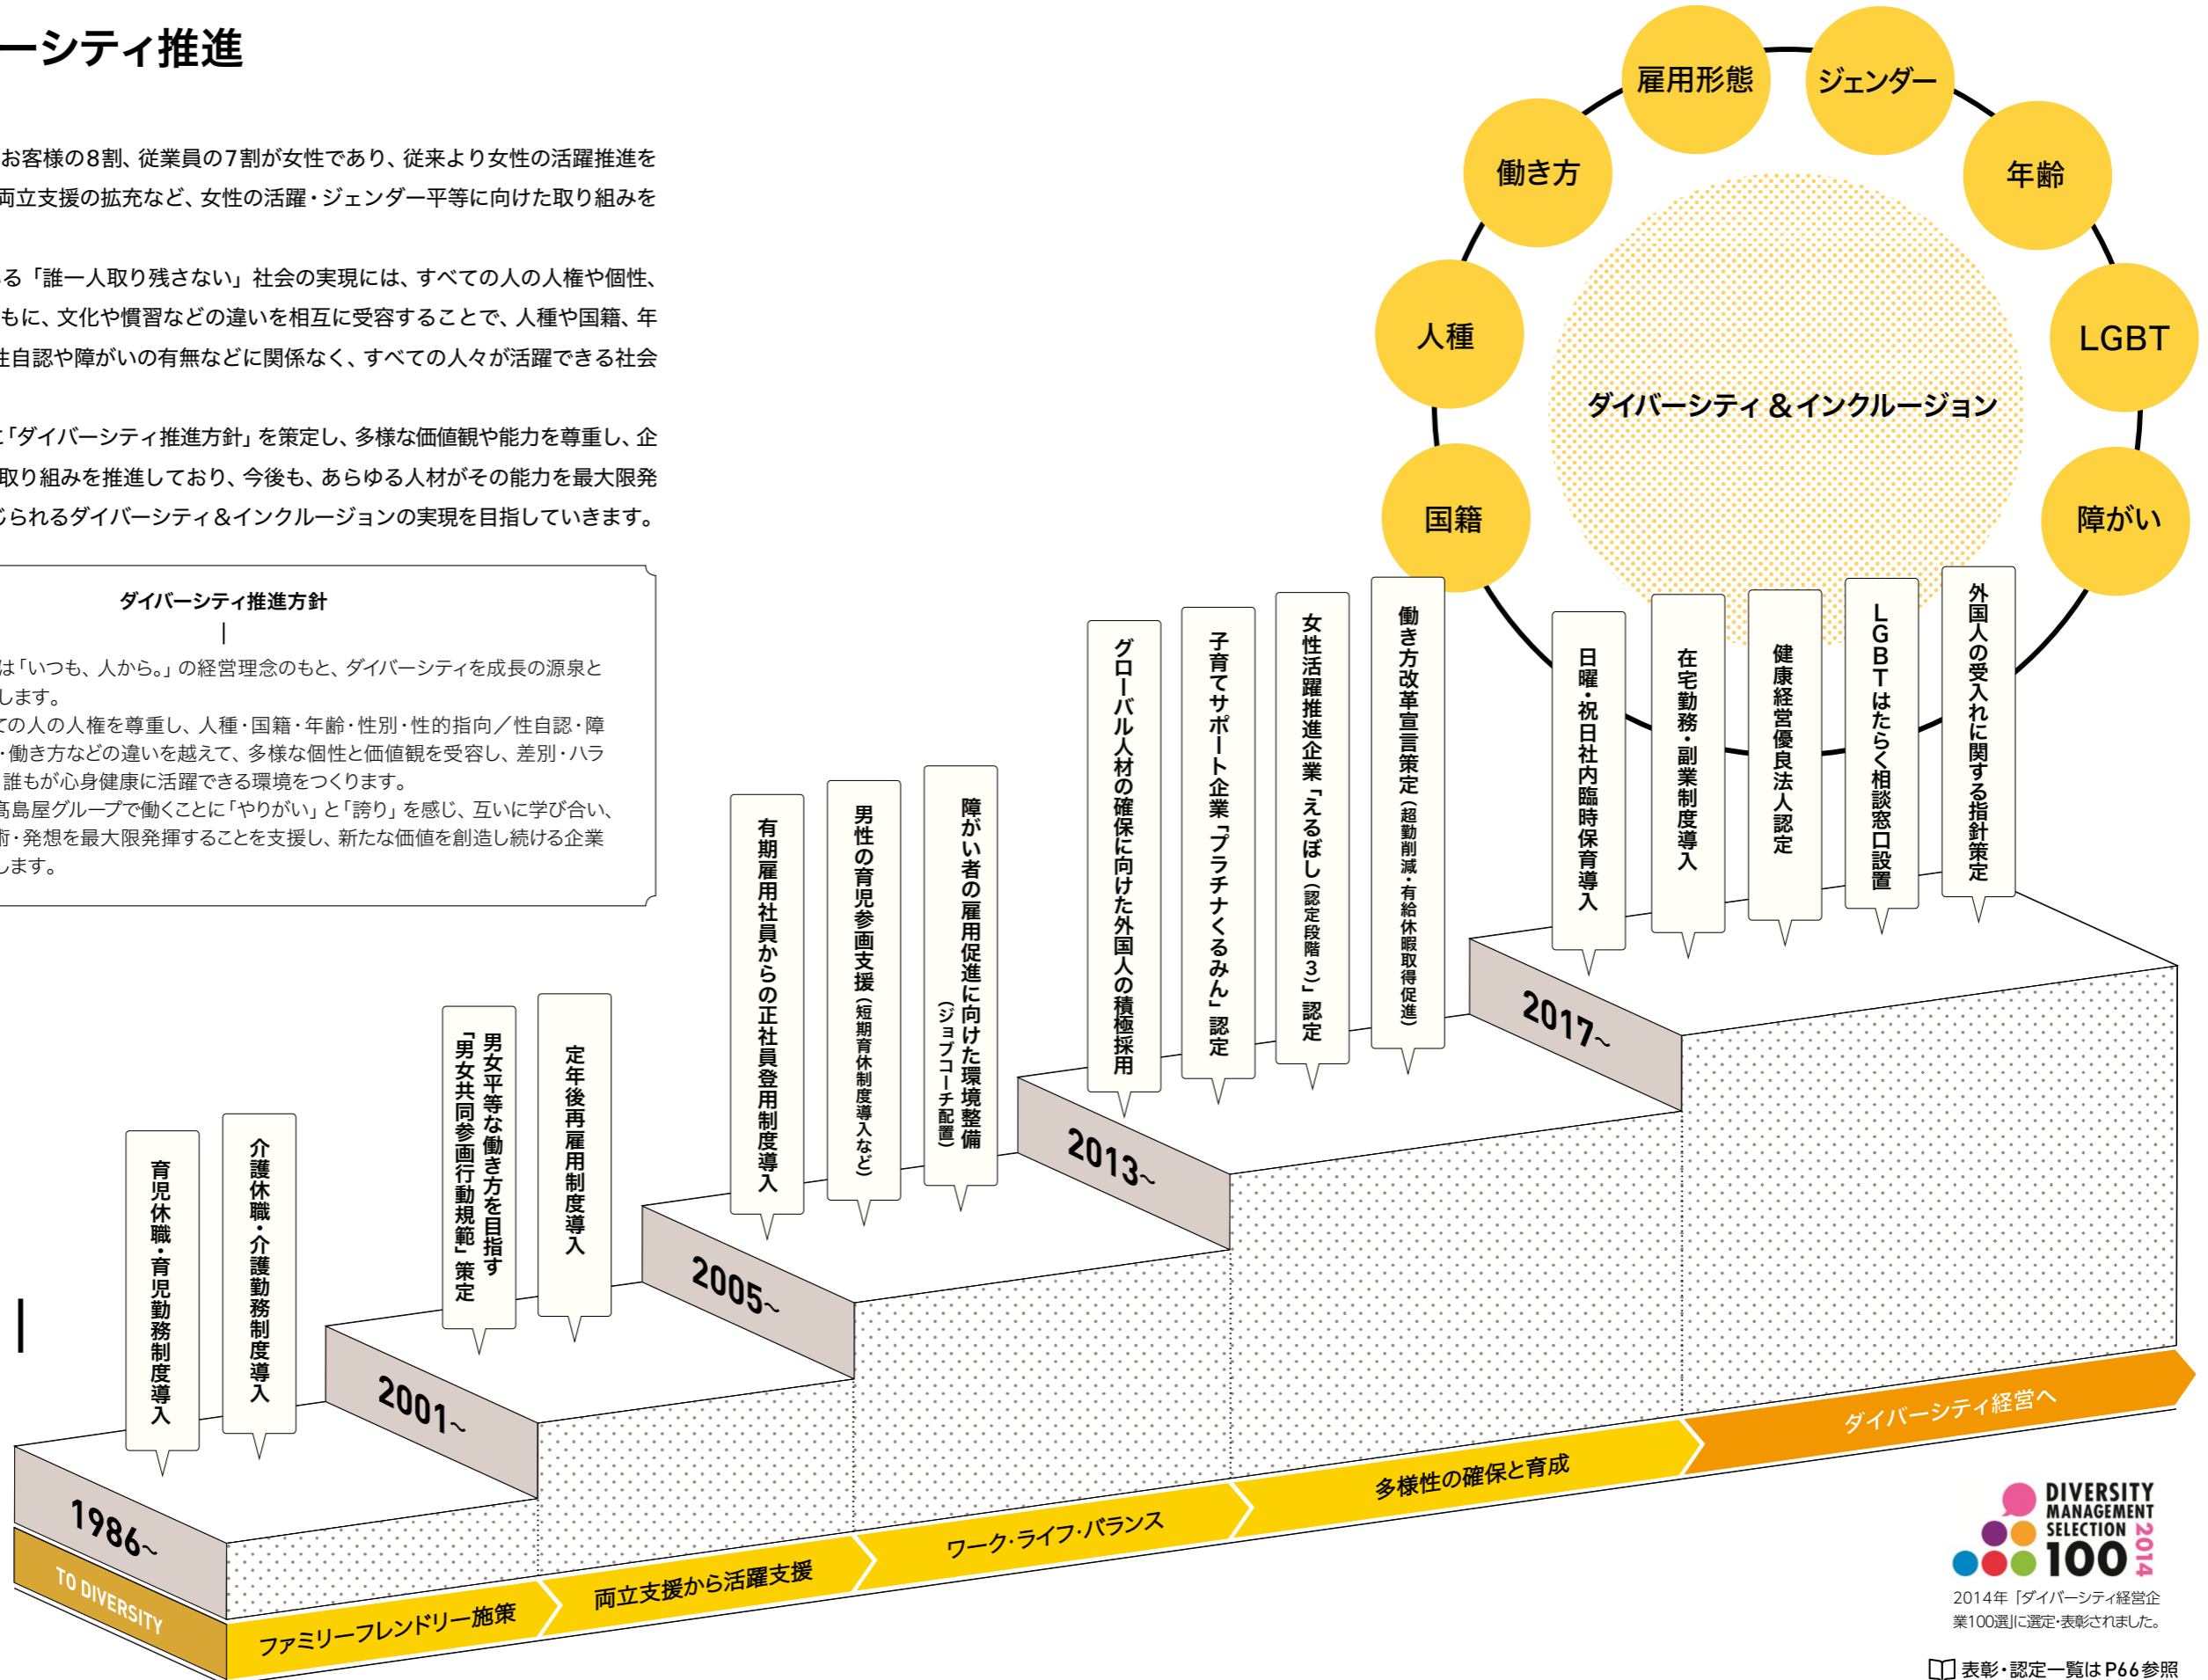 ーシティ推進
お客様の8割、従業員の7割が女性であり、従来より女性の活躍推進を
両立支援の拡充など、女性の活躍・ジェンダー平等に向けた取り組みを
る「誰一人取り残さない」社会の実現には、すべての人の人権や個性、
もに、文化や慣習などの違いを相互に受容することで、人種や国籍、年
性自認や障がいの有無などに関係なく、すべての人々が活躍できる社会
に「ダイバーシティ推進方針」を策定し、多様な価値観や能力を尊重し、企
取り組みを推進しており、今後も、あらゆる人材がその能力を最大限発
じられるダイバーシティ&インクルージョンの実現を目指していきます。
ダイバーシティ推進方針
は「いつも、人から。」の経営理念のもと、ダイバーシティを成長の源泉と
します。
ての人の人権を尊重し、人種・国籍・年齢・性別・性的指向／性自認・障
・働き方などの違いを越えて、多様な個性と価値観を受容し、差別・ハラ
誰もが心身健康に活躍できる環境をつくります。
髙島屋グループで働くことに「やりがい」と「誇り」を感じ、互いに学び合い、
術・発想を最大限発揮することを支援し、新たな価値を創造し続ける企業
します。
雇用形態
ジェンダー
働き方
年齢
人種
LGBT
国籍
障がい
ダイバーシティ&インクルージョン
1986~
育児休職・育児勤務制度導入
介護休職・介護勤務制度導入
2001~
男女平等な働き方を目指す
「男女共同参画行動規範」策定
定年後再雇用制度導入
2005~
有期雇用社員からの正社員登用制度導入
男性の育児参画支援(短期育休制度導入など)
障がい者の雇用促進に向けた環境整備
(ジョブコーチ配置)
2013~
グローバル人材の確保に向けた外国人の積極採用
子育てサポート企業「プラチナくるみん」認定
女性活躍推進企業「えるぼし(認定段階3)」認定
働き方改革宣言策定(超勤削減・有給休暇取得促進)
2017~
日曜・祝日社内臨時保育導入
在宅勤務・副業制度導入
健康経営優良法人認定
LGBTはたらく相談窓口設置
外国人の受入れに関する指針策定
TO DIVERSITY
ファミリーフレンドリー施策
両立支援から活躍支援
ワーク・ライフ・バランス
多様性の確保と育成
ダイバーシティ経営へ
DIVERSITY
MANAGEMENT
SELECTION
100
2014
2014年「ダイバーシティ経営企
業100選」に選定・表彰されました。
表彰・認定一覧はP66参照